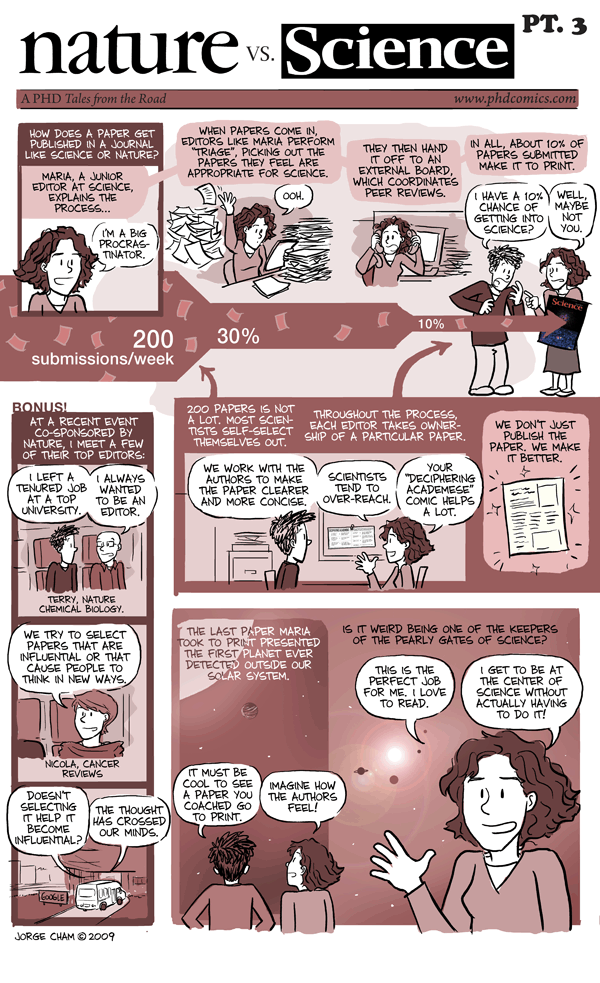 nature vs. Science PT. 3
A PHD Tales from the Road
www.phdcomics.com
HOW DOES A PAPER GET
PUBLISHED IN A JOURNAL
LIKE SCIENCE OR NATURE?
MARIA, A JUNIOR
EDITOR AT SCIENCE,
EXPLAINS THE
PROCESS...
I'M A BIG
PROCRAS-
TINATOR.
WHEN PAPERS COME IN,
EDITORS LIKE MARIA PERFORM
"TRIAGE", PICKING OUT THE
PAPERS THEY FEEL ARE
APPROPRIATE FOR SCIENCE.
OOH.
THEY THEN HAND
IT OFF TO AN
EXTERNAL BOARD,
WHICH COORDINATES
PEER REVIEWS.
IN ALL, ABOUT 10% OF
PAPERS SUBMITTED
MAKE IT TO PRINT.
I HAVE A 10%
CHANCE OF
GETTING INTO
SCIENCE?
WELL,
MAYBE
NOT
YOU.
Science
200
submissions/week
30%
10%
200 PAPERS IS NOT
A LOT. MOST SCIEN-
TISTS SELF-SELECT
THEMSELVES OUT.
THROUGHOUT THE PROCESS,
EACH EDITOR TAKES OWNER-
SHIP OF A PARTICULAR PAPER.
WE WORK WITH THE
AUTHORS TO MAKE
THE PAPER CLEARER
AND MORE CONCISE.
SCIENTISTS
TEND TO
OVER-REACH.
YOUR
"DECIPHERING
ACADEMESE"
COMIC HELPS
A LOT.
WE DON'T JUST
PUBLISH THE
PAPER. WE MAKE
IT BETTER.
BONUS!
AT A RECENT EVENT
CO-SPONSORED BY
NATURE, I MEET A FEW
OF THEIR TOP EDITORS:
I LEFT A
TENURED JOB
AT A TOP
UNIVERSITY.
I ALWAYS
WANTED
TO BE AN
EDITOR.
TERRY, NATURE
CHEMICAL BIOLOGY.
WE TRY TO SELECT
PAPERS THAT ARE
INFLUENTIAL OR THAT
CAUSE PEOPLE TO
THINK IN NEW WAYS.
NICOLA, CANCER
REVIEWS
DOESN'T
SELECTING
IT HELP IT
BECOME
INFLUENTIAL?
THE THOUGHT
HAS CROSSED
OUR MINDS.
GOOGLE
THE LAST PAPER MARIA
TOOK TO PRINT PRESENTED
THE FIRST PLANET EVER
DETECTED OUTSIDE OUR
SOLAR SYSTEM.
IT MUST BE
COOL TO SEE
A PAPER YOU
COACHED GO
TO PRINT.
IMAGINE HOW
THE AUTHORS
FEEL!
IS IT WEIRD BEING ONE OF THE KEEPERS
OF THE PEARLY GATES OF SCIENCE?
THIS IS THE
PERFECT JOB
FOR ME. I LOVE
TO READ.
I GET TO BE AT
THE CENTER OF
SCIENCE WITHOUT
ACTUALLY HAVING
TO DO IT!
JORGE CHAM © 2009